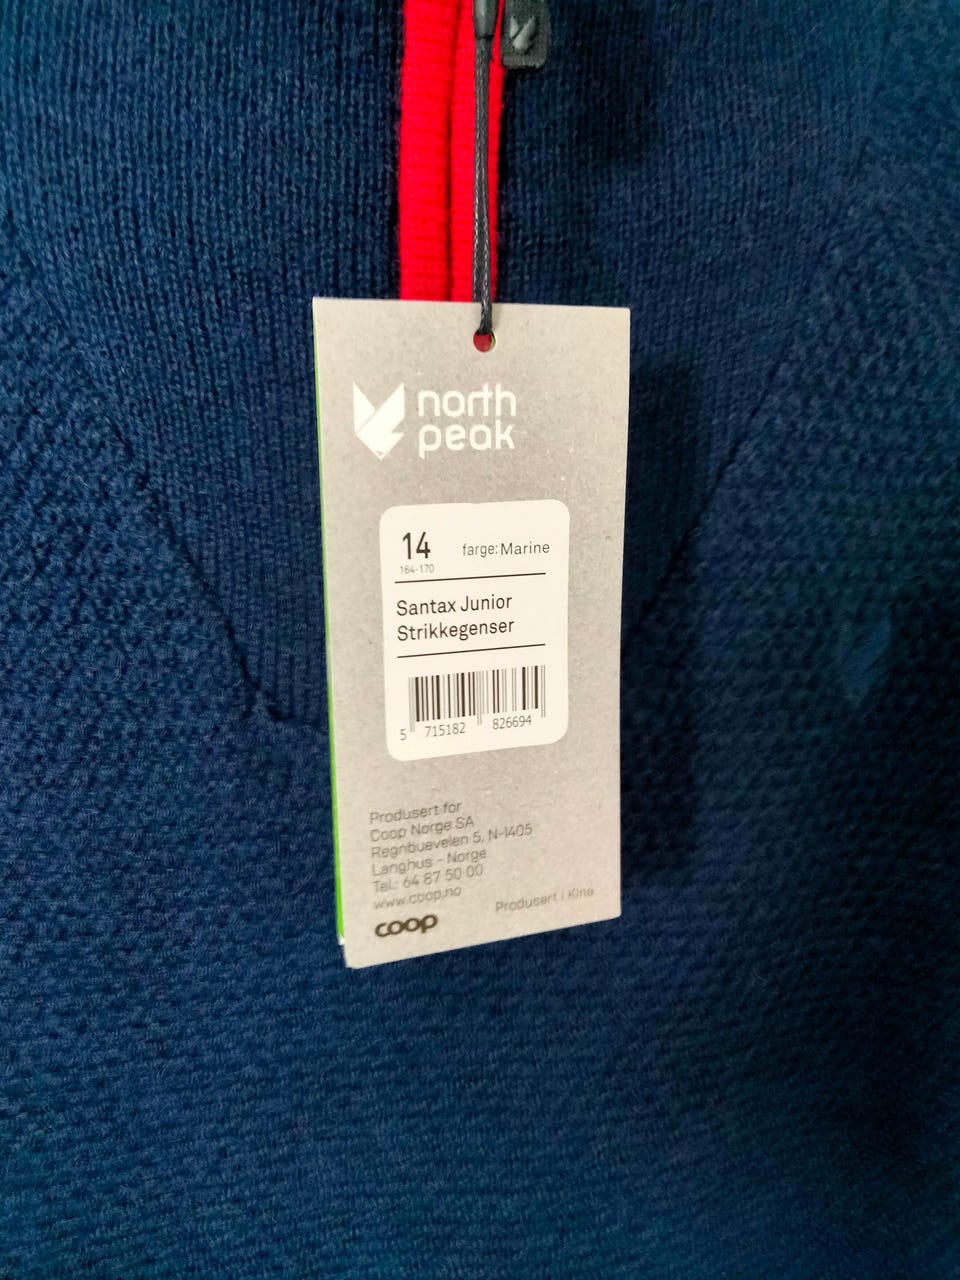 north
peak
14
164-170
farge: Marine
Santax Junior
Strikkegenser
5 715182 826694
Produsert for
Coop Norge SA
Regnbueveien 5, N-1405
Langhus - Norge
Tel.: 64 87 50 00
www.coop.no
Produsert i Kina
coop